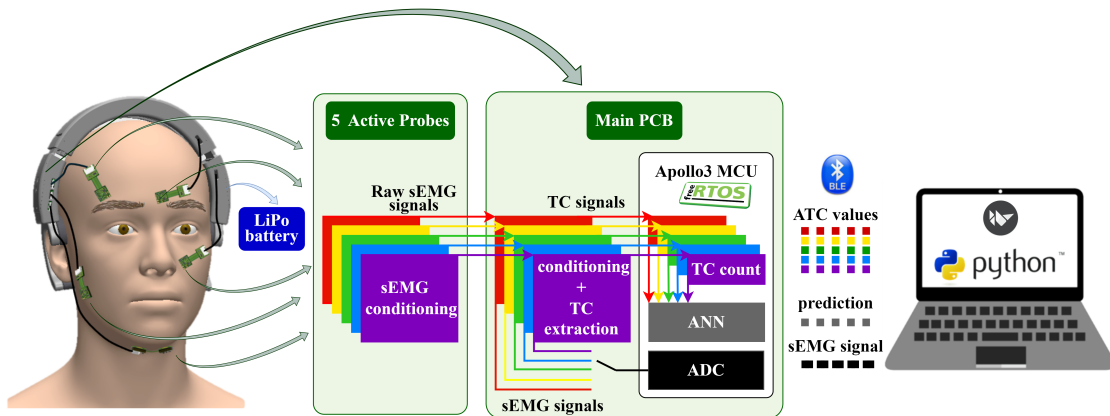 5 Active Probes
Main PCB
Apollo3 MCU
free RTOS
BLE
Raw sEMG
signals
TC signals
ATC values
LiPo
battery
sEMG
conditioning
conditioning
+
TC
extraction
TC count
ANN
ADC
sEMG signals
prediction
sEMG signal
python™